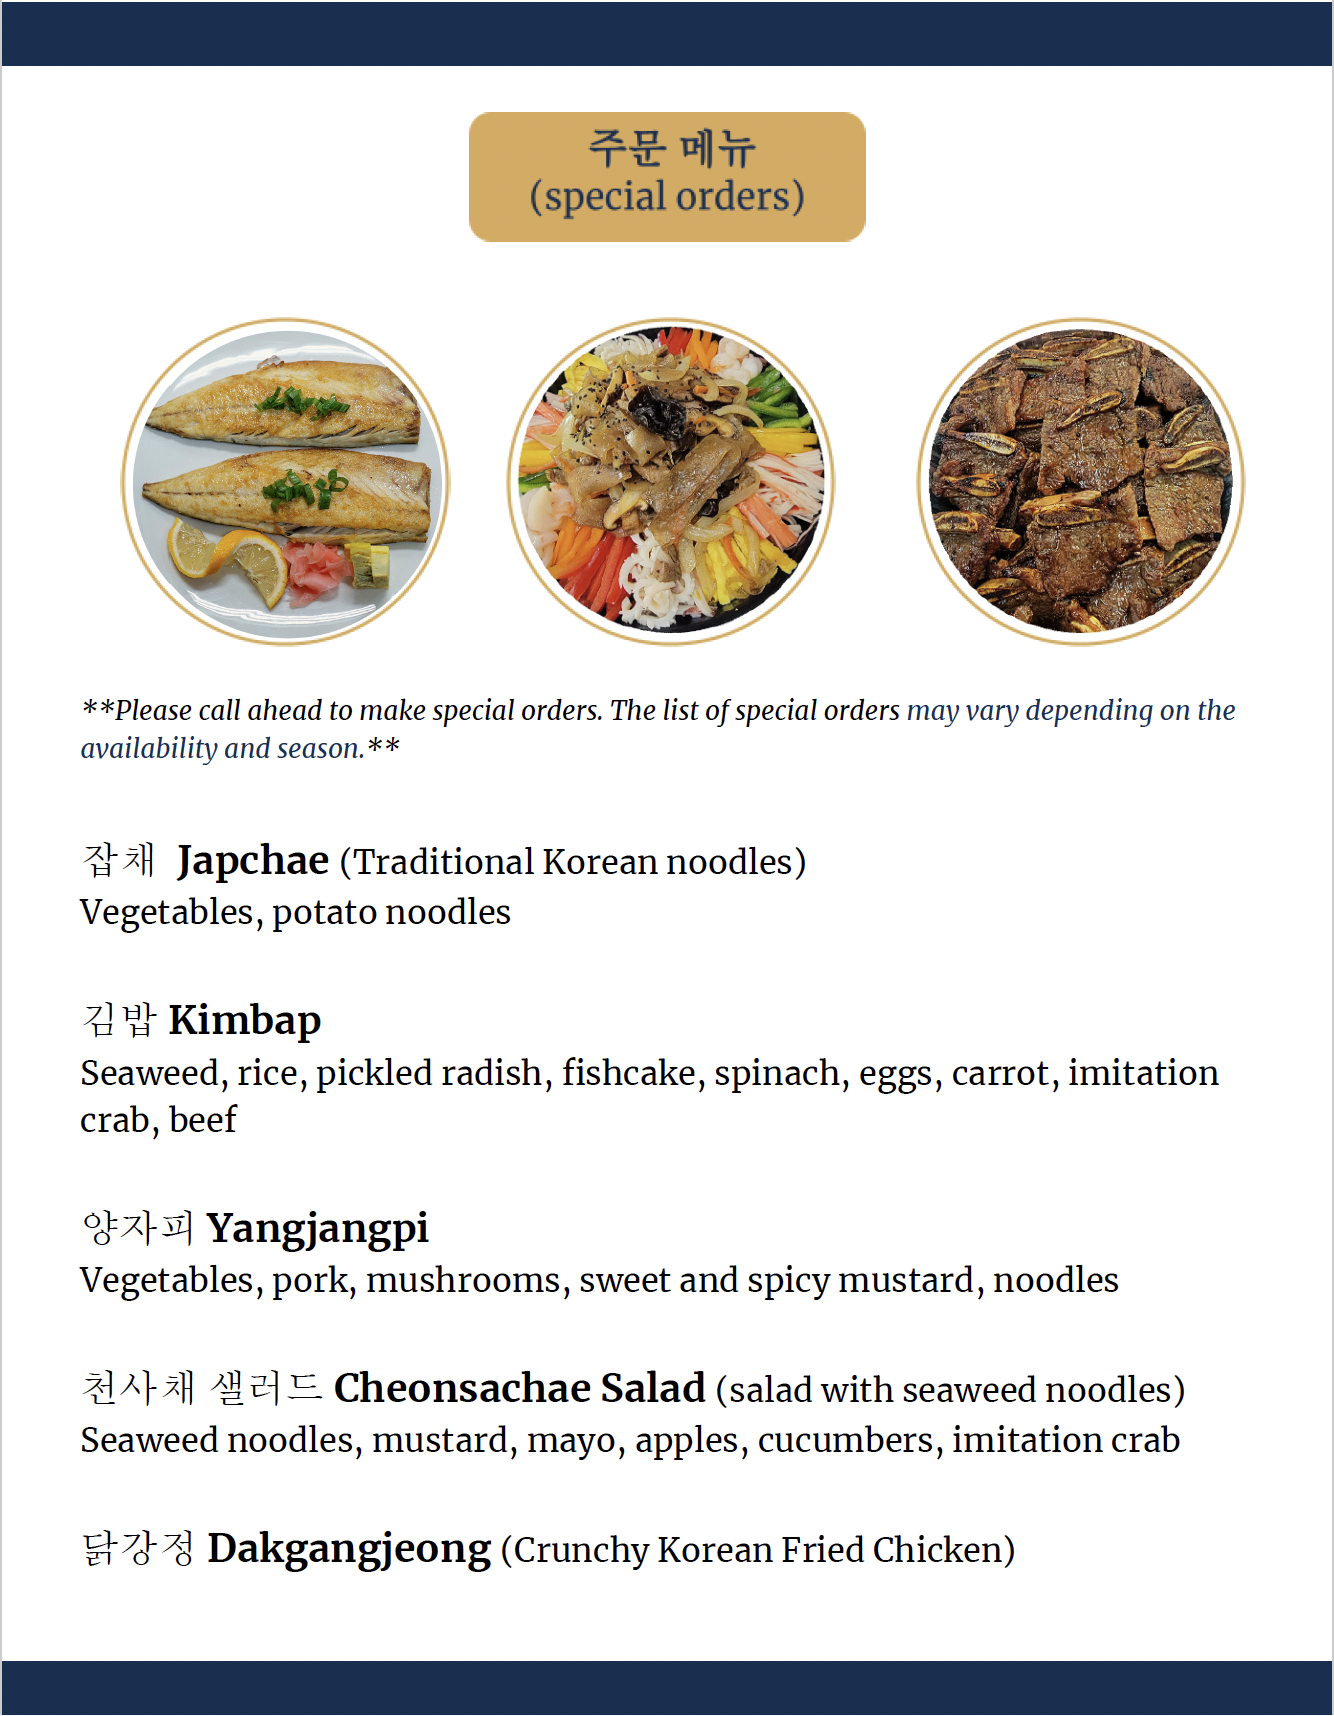 주문 메뉴
(special orders)
**Please call ahead to make special orders. The list of special orders may vary depending on the
availability and season.**
잡채 Japchae (Traditional Korean noodles)
Vegetables, potato noodles
김밥 Kimbap
Seaweed, rice, pickled radish, fishcake, spinach, eggs, carrot, imitation
crab, beef
양자피 Yangjangpi
Vegetables, pork, mushrooms, sweet and spicy mustard, noodles
천사채 샐러드 Cheonsachae Salad (salad with seaweed noodles)
Seaweed noodles, mustard, mayo, apples, cucumbers, imitation crab
닭강정 Dakgangjeong (Crunchy Korean Fried Chicken)